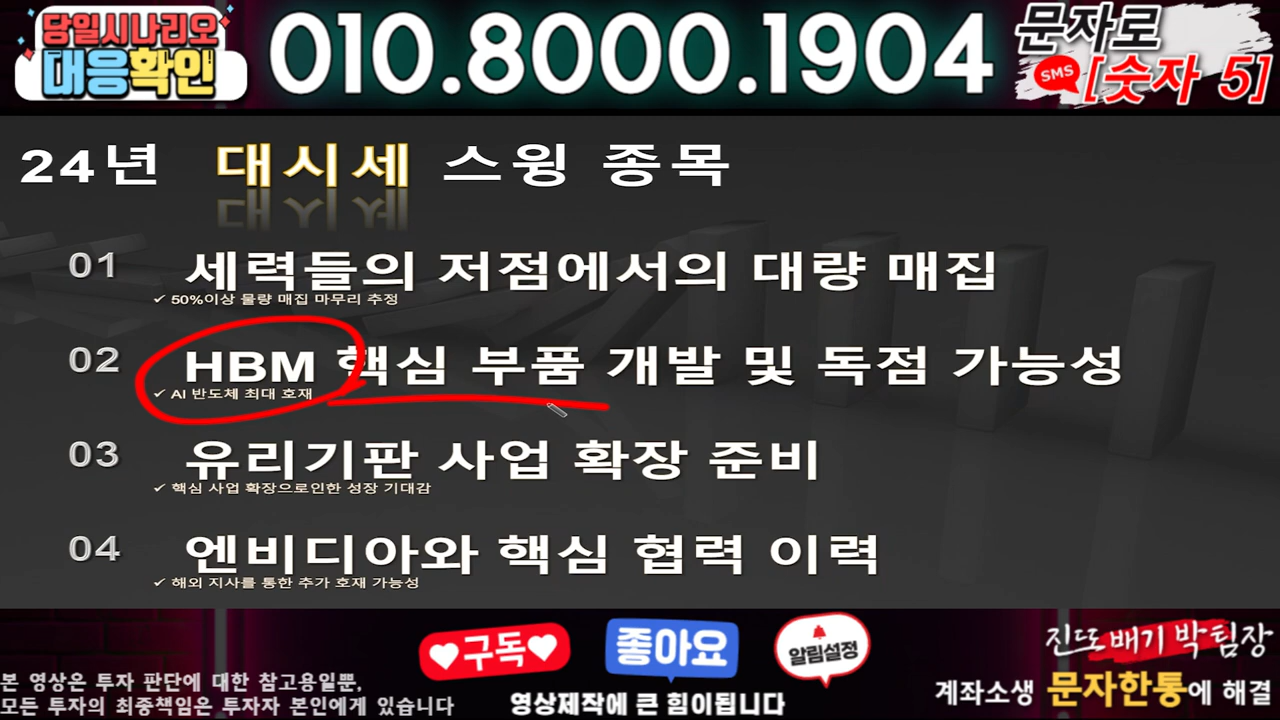 당일시나리오
대응확인
010.8000.1904
문자로
SMS [숫자 5]
24년 대시세 스윙 종목
01 세력들의 저점에서의 대량 매집
✓ 50%이상 물량 매집 마무리 추정
02 HBM 핵심 부품 개발 및 독점 가능성
✓ AI 반도체 최대 호재
03 유리기판 사업 확장 준비
✓ 핵심 사업 확장으로인한 성장 기대감
04 엔비디아와 핵심 협력 이력
✓ 해외 지사를 통한 추가 호재 가능성
본 영상은 투자 판단에 대한 참고용일뿐,
모든 투자의 최종책임은 투자자 본인에게 있습니다
구독
좋아요
알림설정
영상제작에 큰 힘이됩니다
진또배기 박팀장
계좌소생 문자한통에 해결